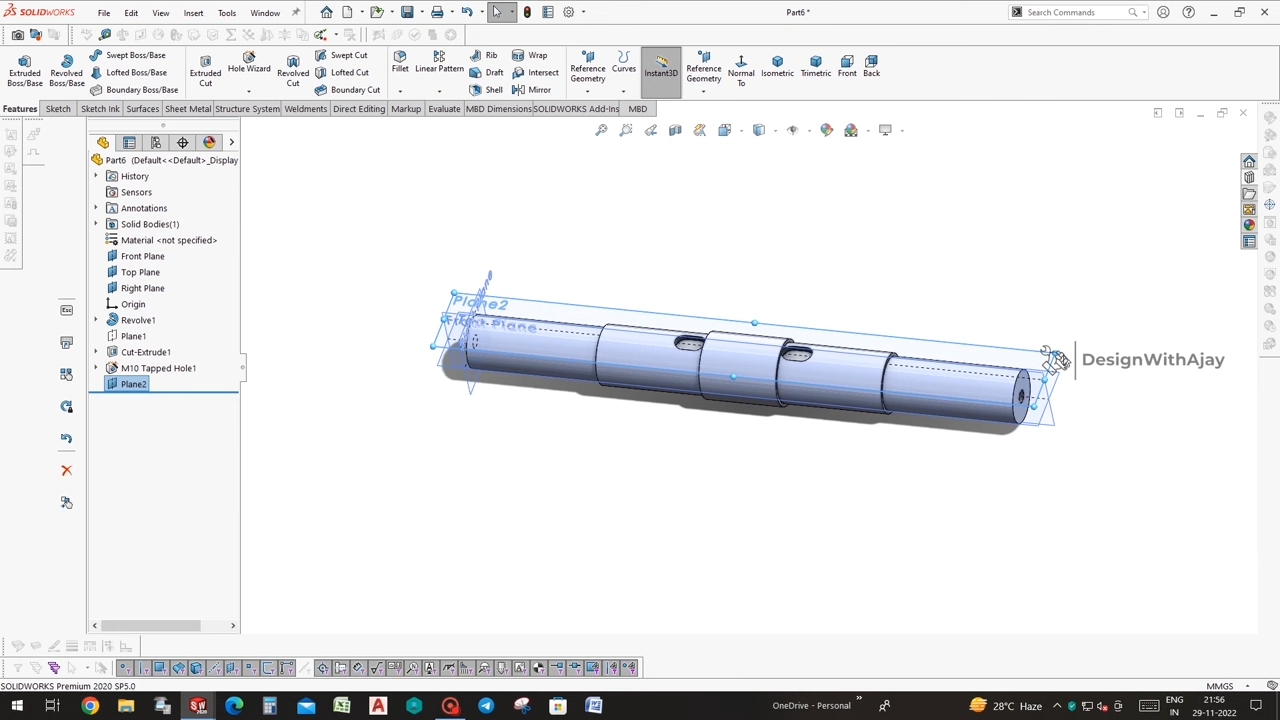 SOLIDWORKS File Edit View Insert Tools Window Part6 * Search Commands
Extruded Boss/Base
Revolved Boss/Base
Swept Boss/Base
Lofted Boss/Base
Boundary Boss/Base
Extruded Cut
Hole Wizard
Revolved Cut
Swept Cut
Lofted Cut
Boundary Cut
Fillet
Linear Pattern
Rib
Draft
Shell
Wrap
Intersect
Mirror
Reference Geometry
Curves
Instant3D
Reference Geometry
Normal To
Isometric
Trimetric
Front
Back
Features Sketch Sketch Ink Surfaces Sheet Metal Structure System Weldments Direct Editing Markup Evaluate MBD Dimensions SOLIDWORKS Add-Ins MBD
Part6 (Default<<Default>_Display
History
Sensors
Annotations
Solid Bodies(1)
Material <not specified>
Front Plane
Top Plane
Right Plane
Origin
Revolve1
Plane1
Cut-Extrude1
M10 Tapped Hole1
Plane2
Esc
Plane2
Front Plane
DesignWithAjay
SOLIDWORKS Premium 2020 SP5.0
MMGS
OneDrive - Personal
28°C Haze
ENG
IN
21:56
29-11-2022